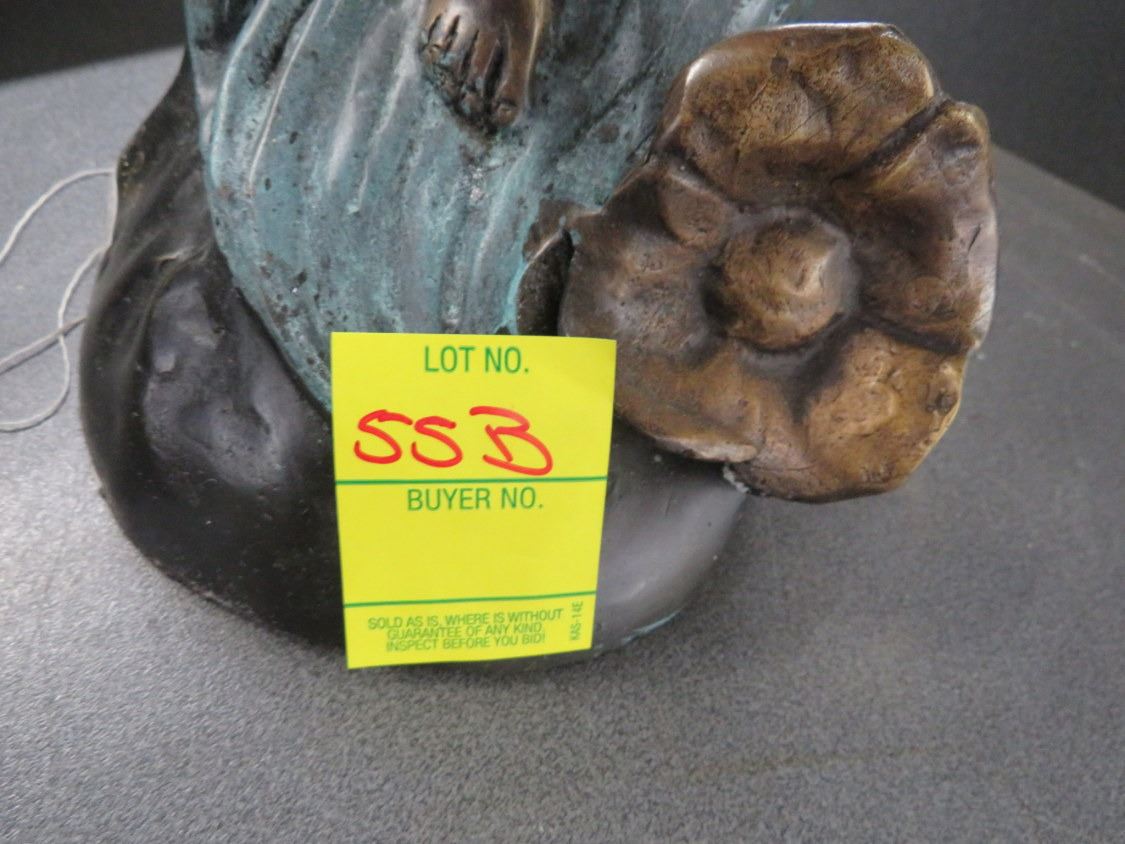 LOT NO.
55B
BUYER NO.
SOLD AS IS, WHERE IS WITHOUT
GUARANTEE OF ANY KIND,
INSPECT BEFORE YOU BID!
KAS-14E